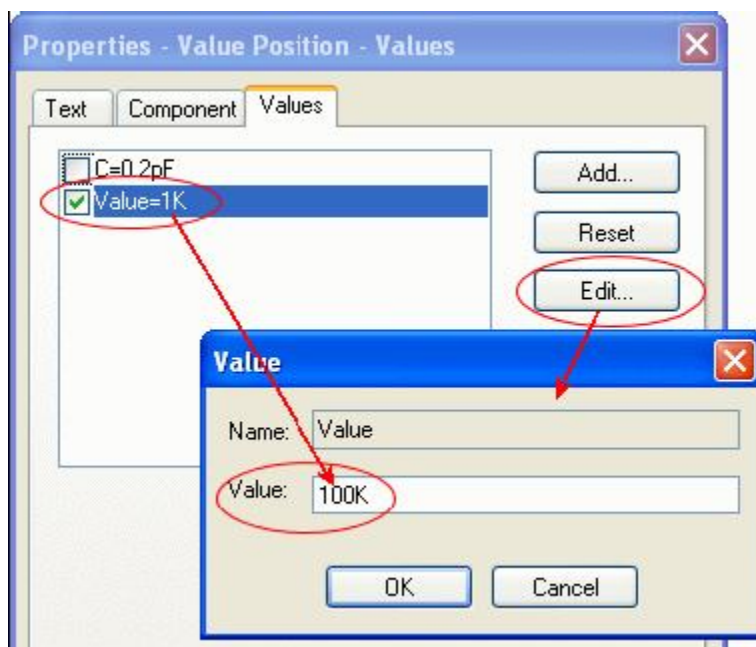 Properties - Value Position - Values
Text Component Values
C=0.2pF
Value=1K
Add...
Reset
Edit...
Value
Name: Value
Value: 100K
OK Cancel